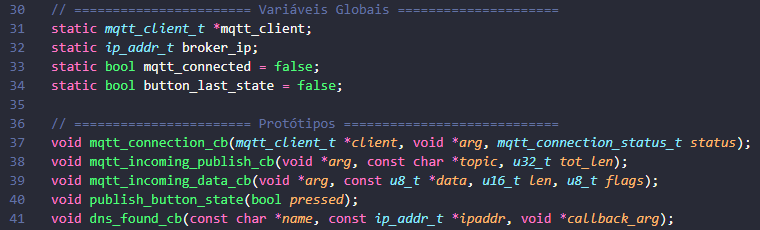 30 // ======================= Variáveis Globais =====================
31 static mqtt_client_t *mqtt_client;
32 static ip_addr_t broker_ip;
33 static bool mqtt_connected = false;
34 static bool button_last_state = false;
35
36 // ======================= Protótipos ============================
37 void mqtt_connection_cb(mqtt_client_t *client, void *arg, mqtt_connection_status_t status);
38 void mqtt_incoming_publish_cb(void *arg, const char *topic, u32_t tot_len);
39 void mqtt_incoming_data_cb(void *arg, const u8_t *data, u16_t len, u8_t flags);
40 void publish_button_state(bool pressed);
41 void dns_found_cb(const char *name, const ip_addr_t *ipaddr, void *callback_arg);